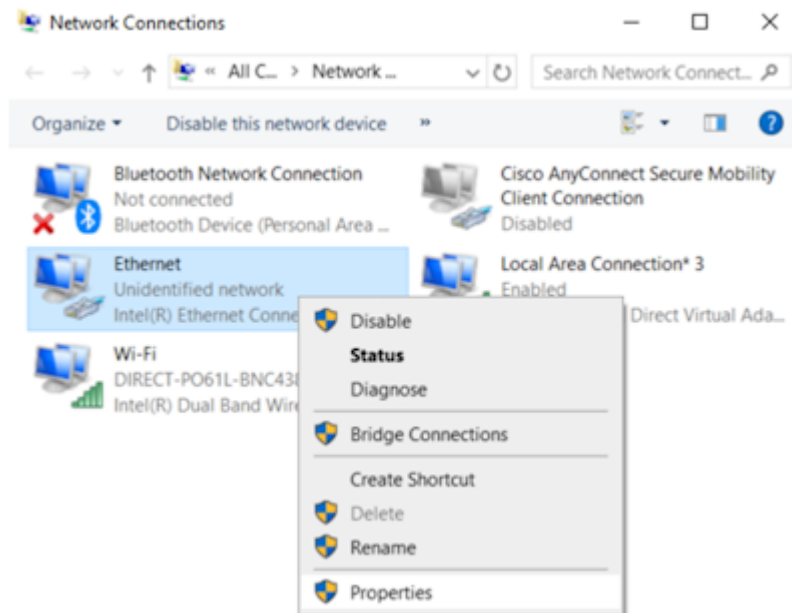 Network Connections
All C... > Network ...
Search Network Connect...
Organize
Disable this network device
»
Bluetooth Network Connection
Not connected
Bluetooth Device (Personal Area ...
Cisco AnyConnect Secure Mobility
Client Connection
Disabled
Ethernet
Unidentified network
Intel(R) Ethernet Conne
Local Area Connection* 3
Enabled
Direct Virtual Ada...
Wi-Fi
DIRECT-PO61L-BNC438
Intel(R) Dual Band Wire
Disable
Status
Diagnose
Bridge Connections
Create Shortcut
Delete
Rename
Properties